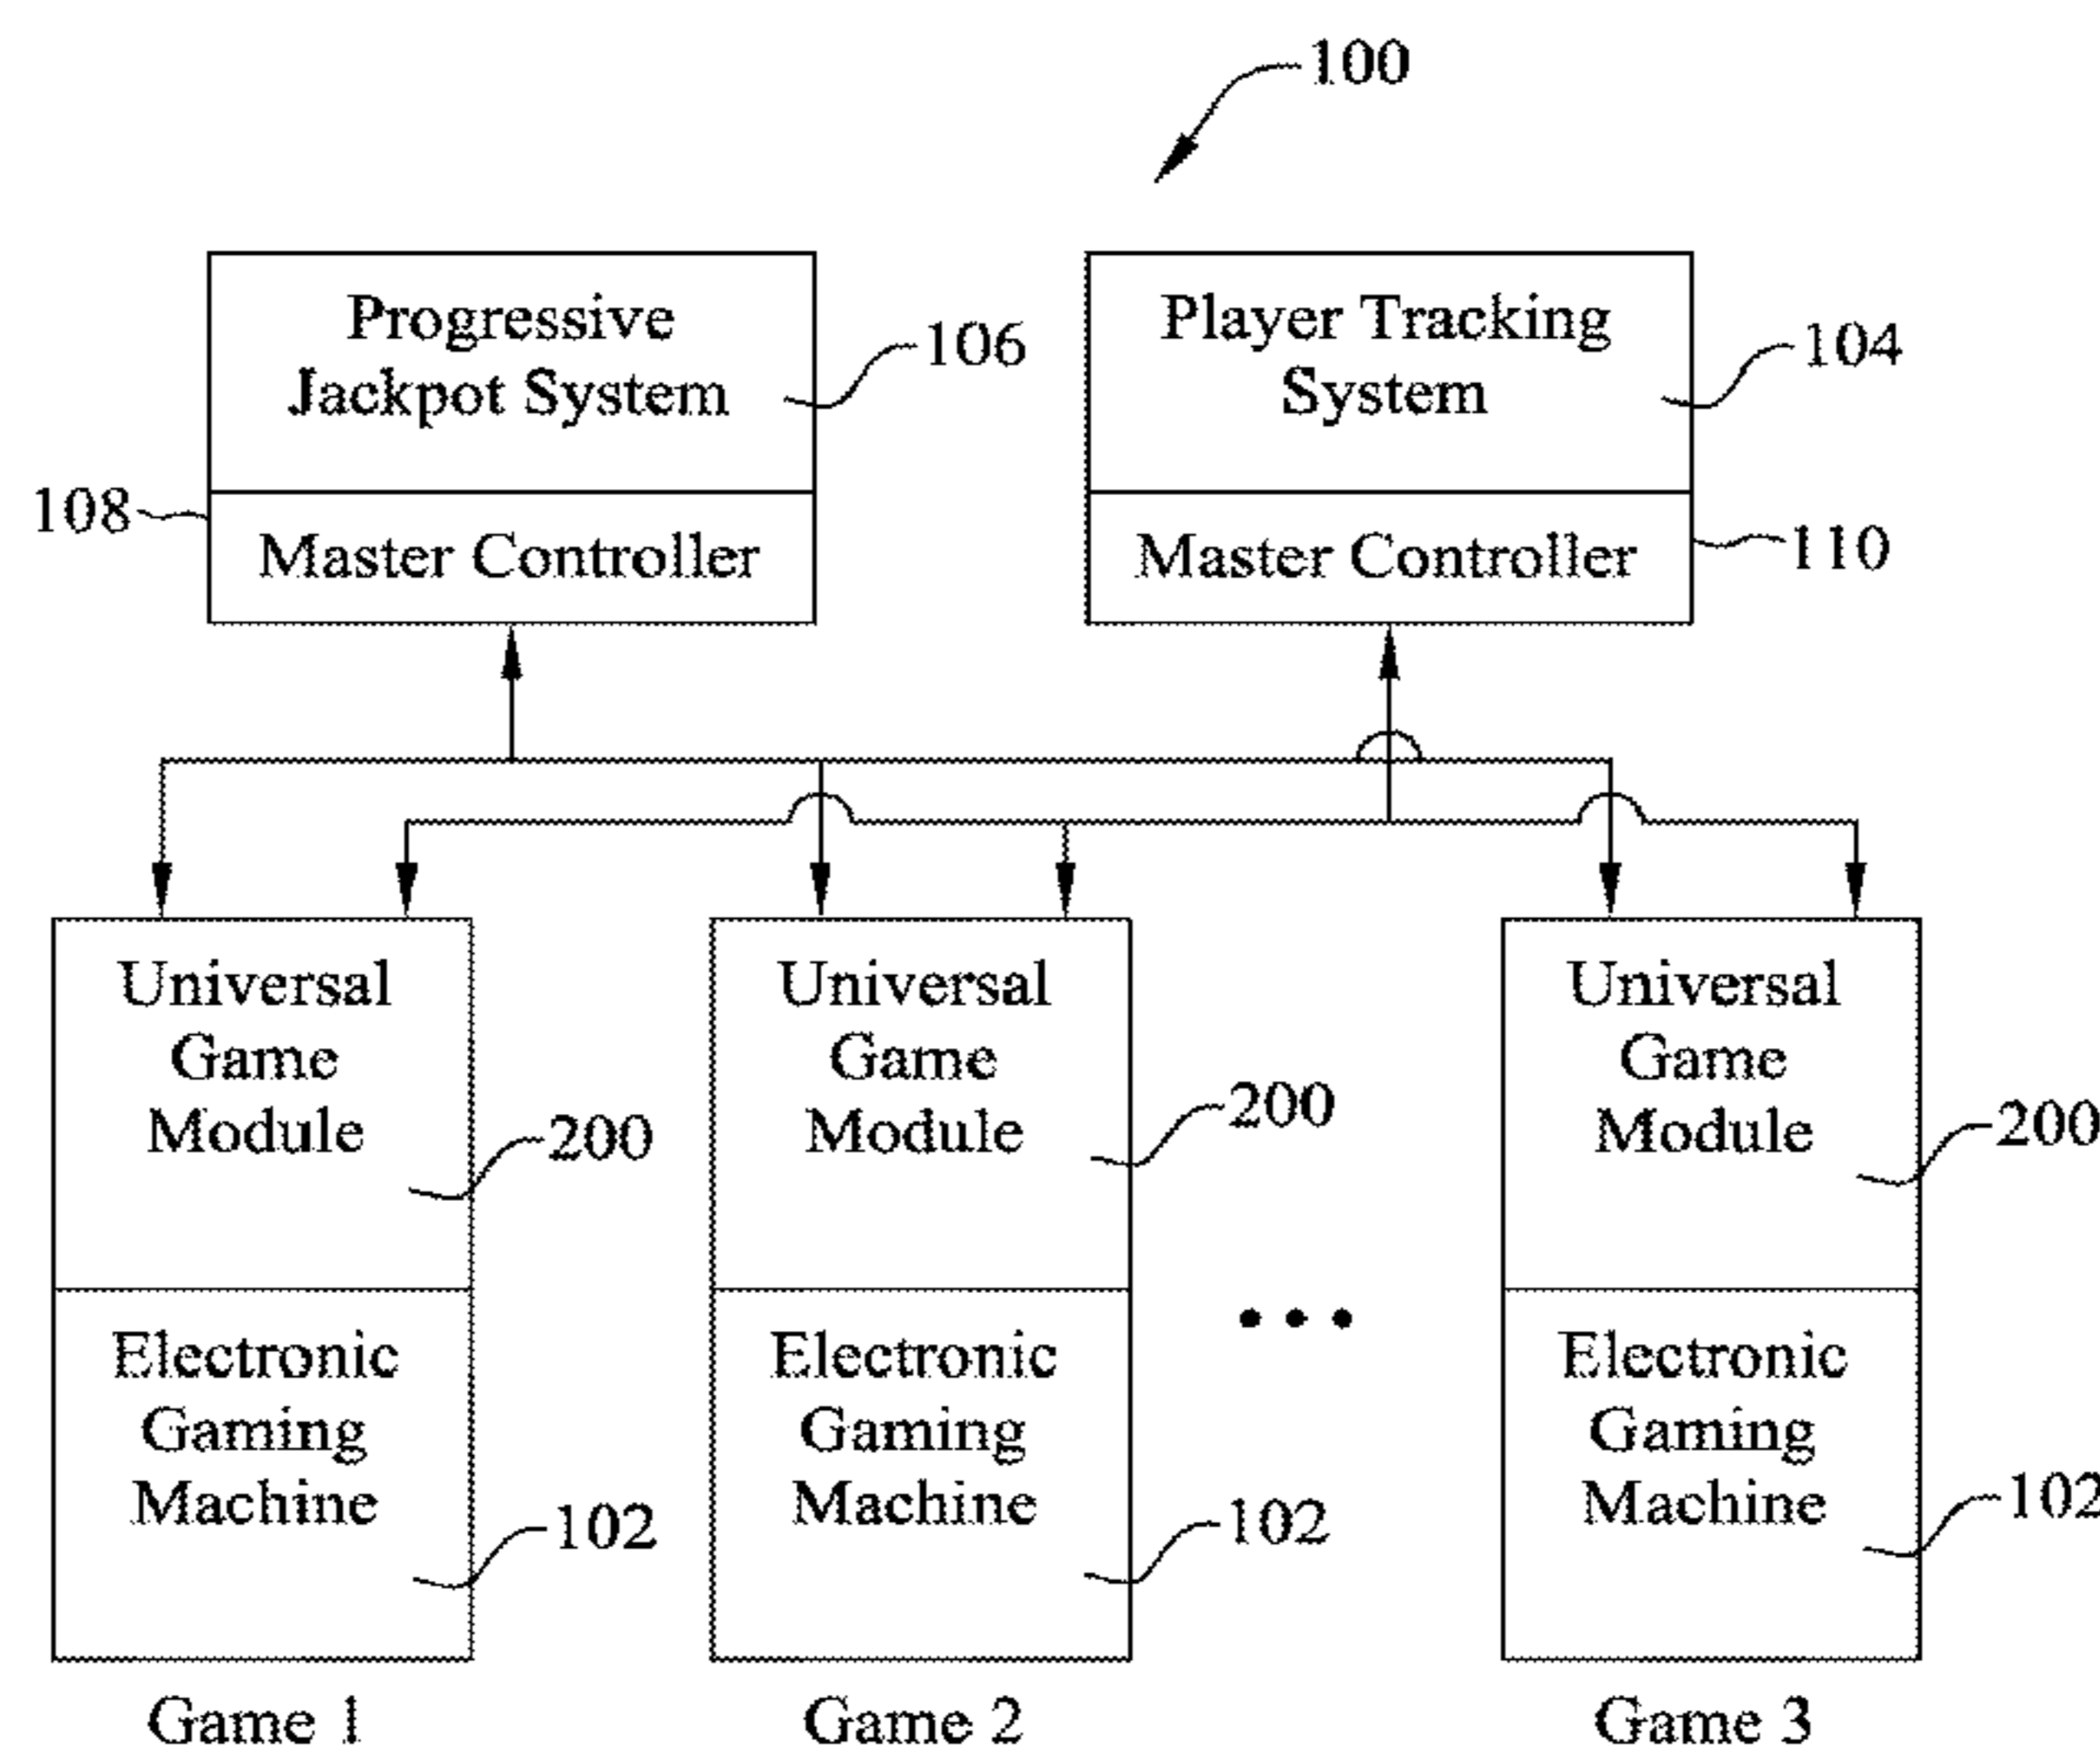 100
Progressive
Jackpot System
106
Player Tracking
System
104
108
Master Controller
Master Controller
110
Universal
Game
Module
200
Universal
Game
Module
200
Universal
Game
Module
200
Electronic
Gaming
Machine
102
Electronic
Gaming
Machine
102
Electronic
Gaming
Machine
102
Game 1
Game 2
Game 3